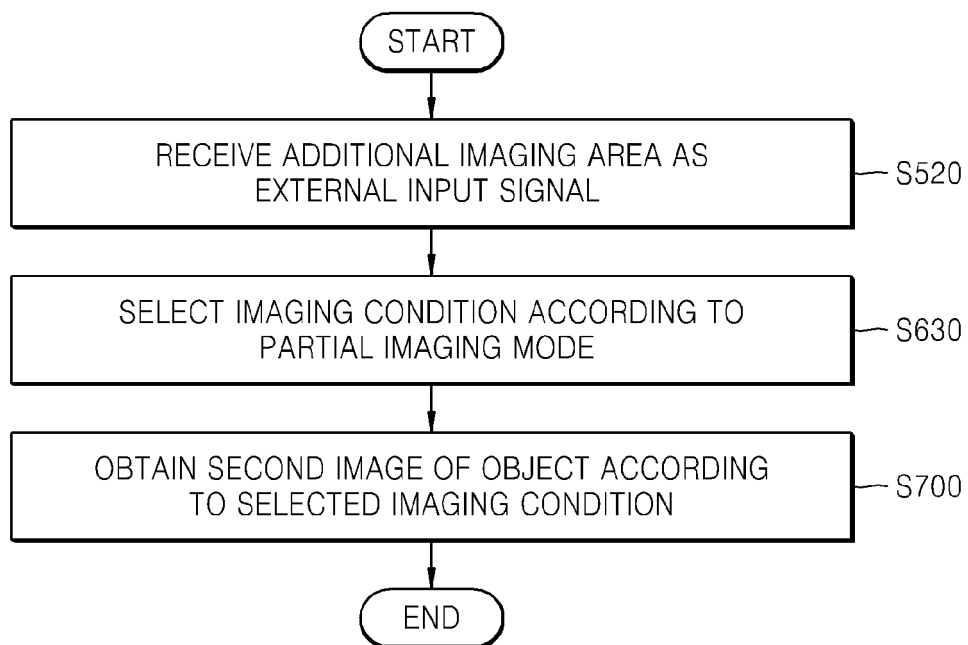 START
RECEIVE ADDITIONAL IMAGING AREA AS
EXTERNAL INPUT SIGNAL
S520
SELECT IMAGING CONDITION ACCORDING TO
PARTIAL IMAGING MODE
S630
OBTAIN SECOND IMAGE OF OBJECT ACCORDING
TO SELECTED IMAGING CONDITION
S700
END